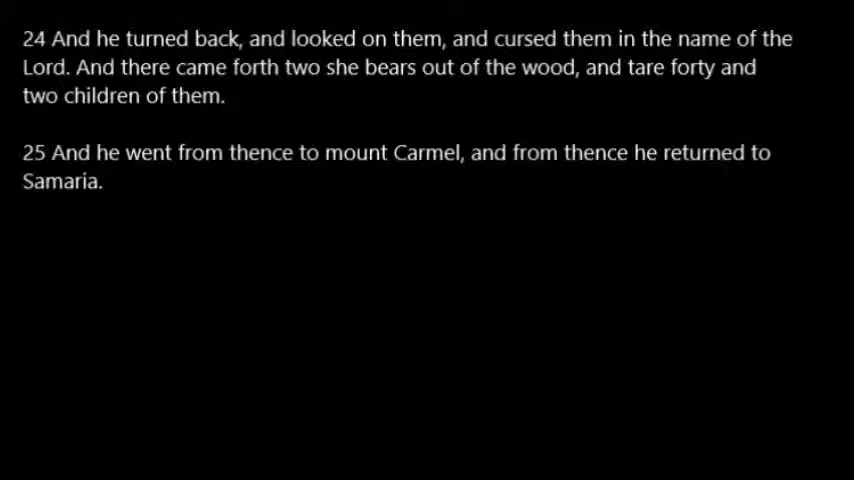 24 And he turned back, and looked on them, and cursed them in the name of the
Lord. And there came forth two she bears out of the wood, and tare forty and
two children of them.
25 And he went from thence to mount Carmel, and from thence he returned to
Samaria.